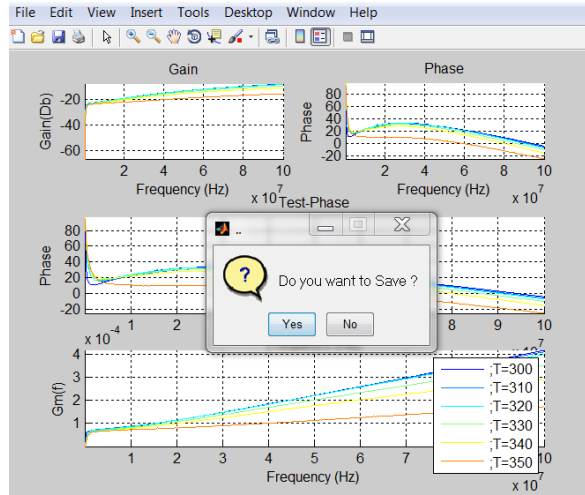 File Edit View Insert Tools Desktop Window Help
Gain
Phase
Gain(Db)
-20
-40
-60
2 4 6 8 10
Frequency (Hz)
x 10^7
Phase
80
60
40
20
0
-20
2 4 6 8 10
Frequency (Hz)
x 10^7
Test-Phase
Phase
80
60
40
20
0
-20
1 2 8 9 10
x 10^7
..
Do you want to Save ?
Yes No
x 10^-4
Gm(f)
4
3
2
1
1 2 3 4 5 6 7 10
Frequency (Hz)
x 10^7
;T=300
;T=310
;T=320
;T=330
;T=340
;T=350